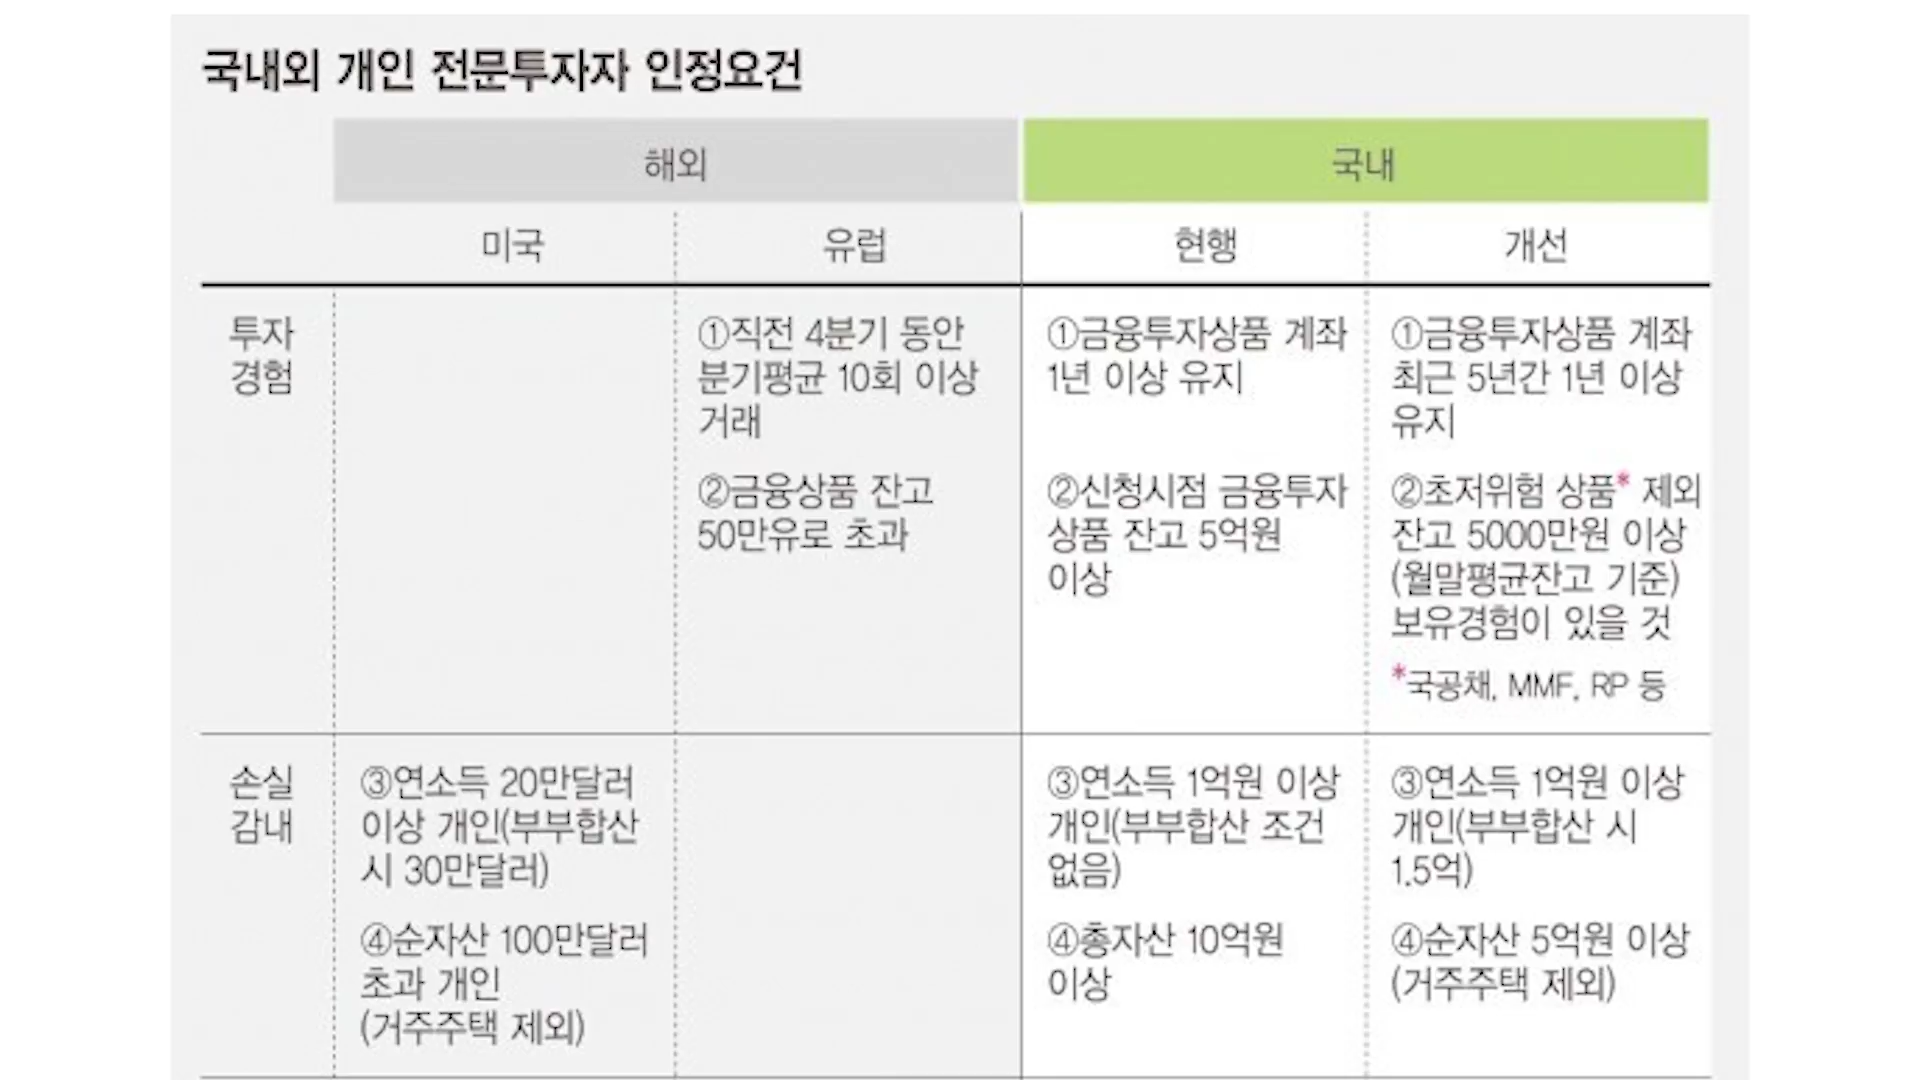 국내외 개인 전문투자자 인정요건
해외
국내
미국
유럽
현행
개선
투자
경험
①직전 4분기 동안
분기평균 10회 이상
거래
②금융상품 잔고
50만유로 초과
①금융투자상품 계좌
1년 이상 유지
②신청시점 금융투자
상품 잔고 5억원
이상
①금융투자상품 계좌
최근 5년간 1년 이상
유지
②초저위험 상품* 제외
잔고 5000만원 이상
(월말평균잔고 기준)
보유경험이 있을 것
*국공채, MMF, RP 등
손실
감내
③연소득 20만달러
이상 개인(부부합산
시 30만달러)
④순자산 100만달러
초과 개인
(거주주택 제외)
③연소득 1억원 이상
개인(부부합산 조건
없음)
④총자산 10억원
이상
③연소득 1억원 이상
개인(부부합산 시
1.5억)
④순자산 5억원 이상
(거주주택 제외)